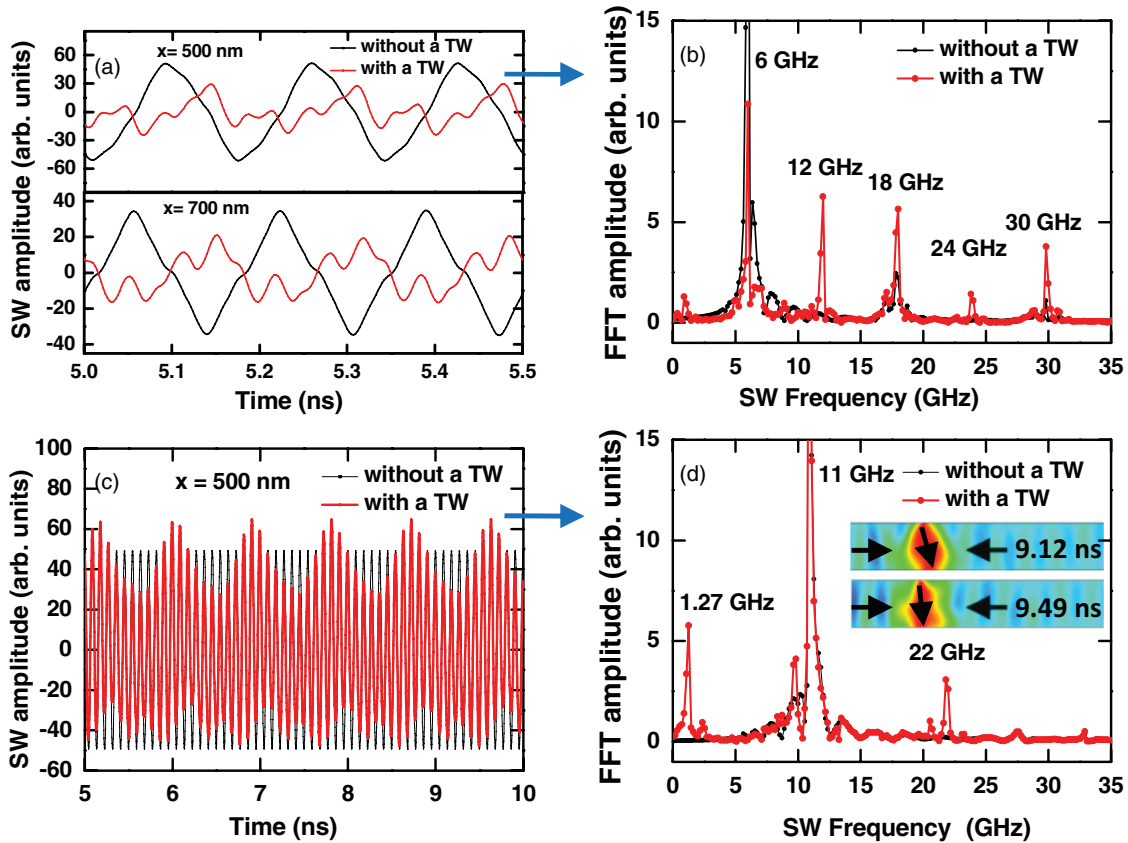 (a)
x= 500 nm
without a TW
with a TW
60
30
0
-30
-60
x= 700 nm
40
20
0
-20
-40
5.0 5.1 5.2 5.3 5.4 5.5
Time (ns)
SW amplitude (arb. units)
(b)
without a TW
with a TW
6 GHz
12 GHz
18 GHz
24 GHz
30 GHz
15
10
5
0
0 5 10 15 20 25 30 35
SW Frequency (GHz)
FFT amplitude (arb. units)
(c)
x = 500 nm
without a TW
with a TW
100
80
60
40
20
0
-20
-40
-60
5 6 7 8 9 10
Time (ns)
SW amplitude (arb. units)
(d)
11 GHz
without a TW
with a TW
9.12 ns
9.49 ns
1.27 GHz
22 GHz
15
10
5
0
0 5 10 15 20 25 30 35
SW Frequency (GHz)
FFT amplitude (arb. units)